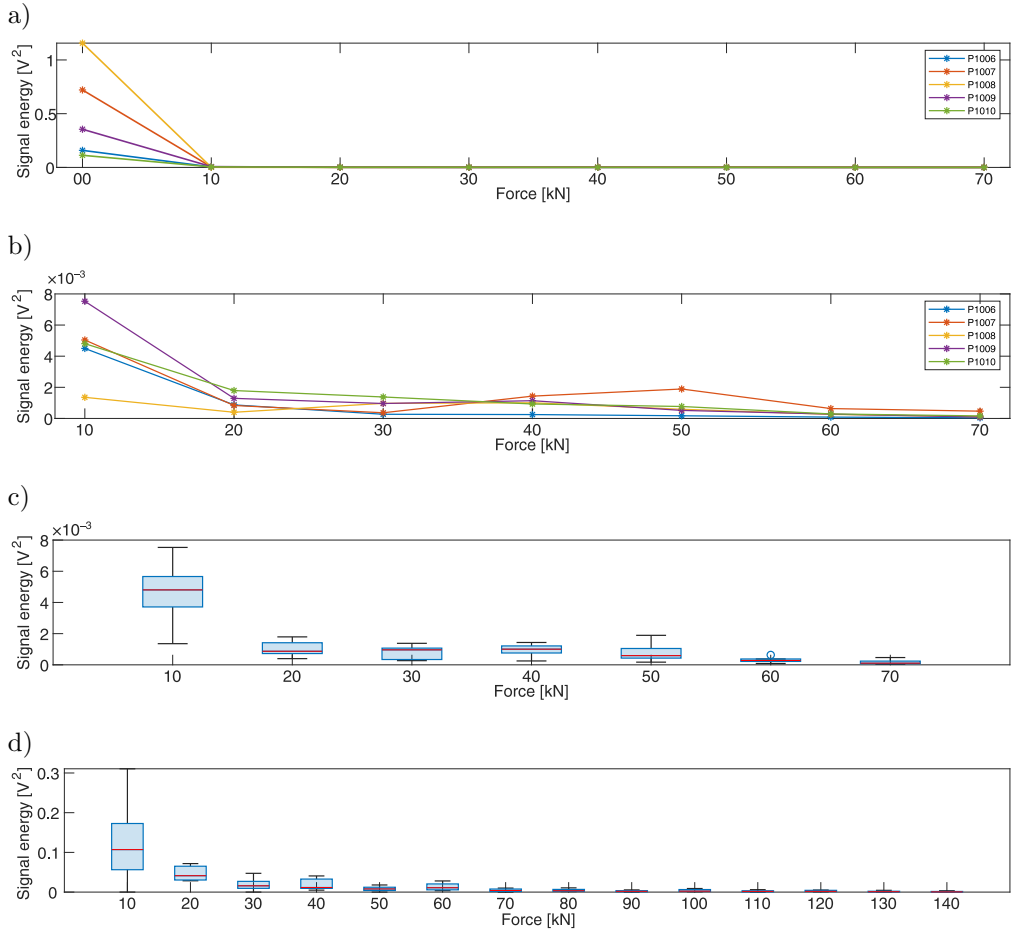 a)
Signal energy [V²]
1
0.5
0
P1006
P1007
P1008
P1009
P1010
00 10 20 30 40 50 60 70
Force [kN]
b)
×10⁻³
Signal energy [V²]
8
6
4
2
0
P1006
P1007
P1008
P1009
P1010
10 20 30 40 50 60 70
Force [kN]
c)
×10⁻³
Signal energy [V²]
8
6
4
2
0
10 20 30 40 50 60 70
Force [kN]
d)
Signal energy [V²]
0.3
0.2
0.1
0
10 20 30 40 50 60 70 80 90 100 110 120 130 140
Force [kN]